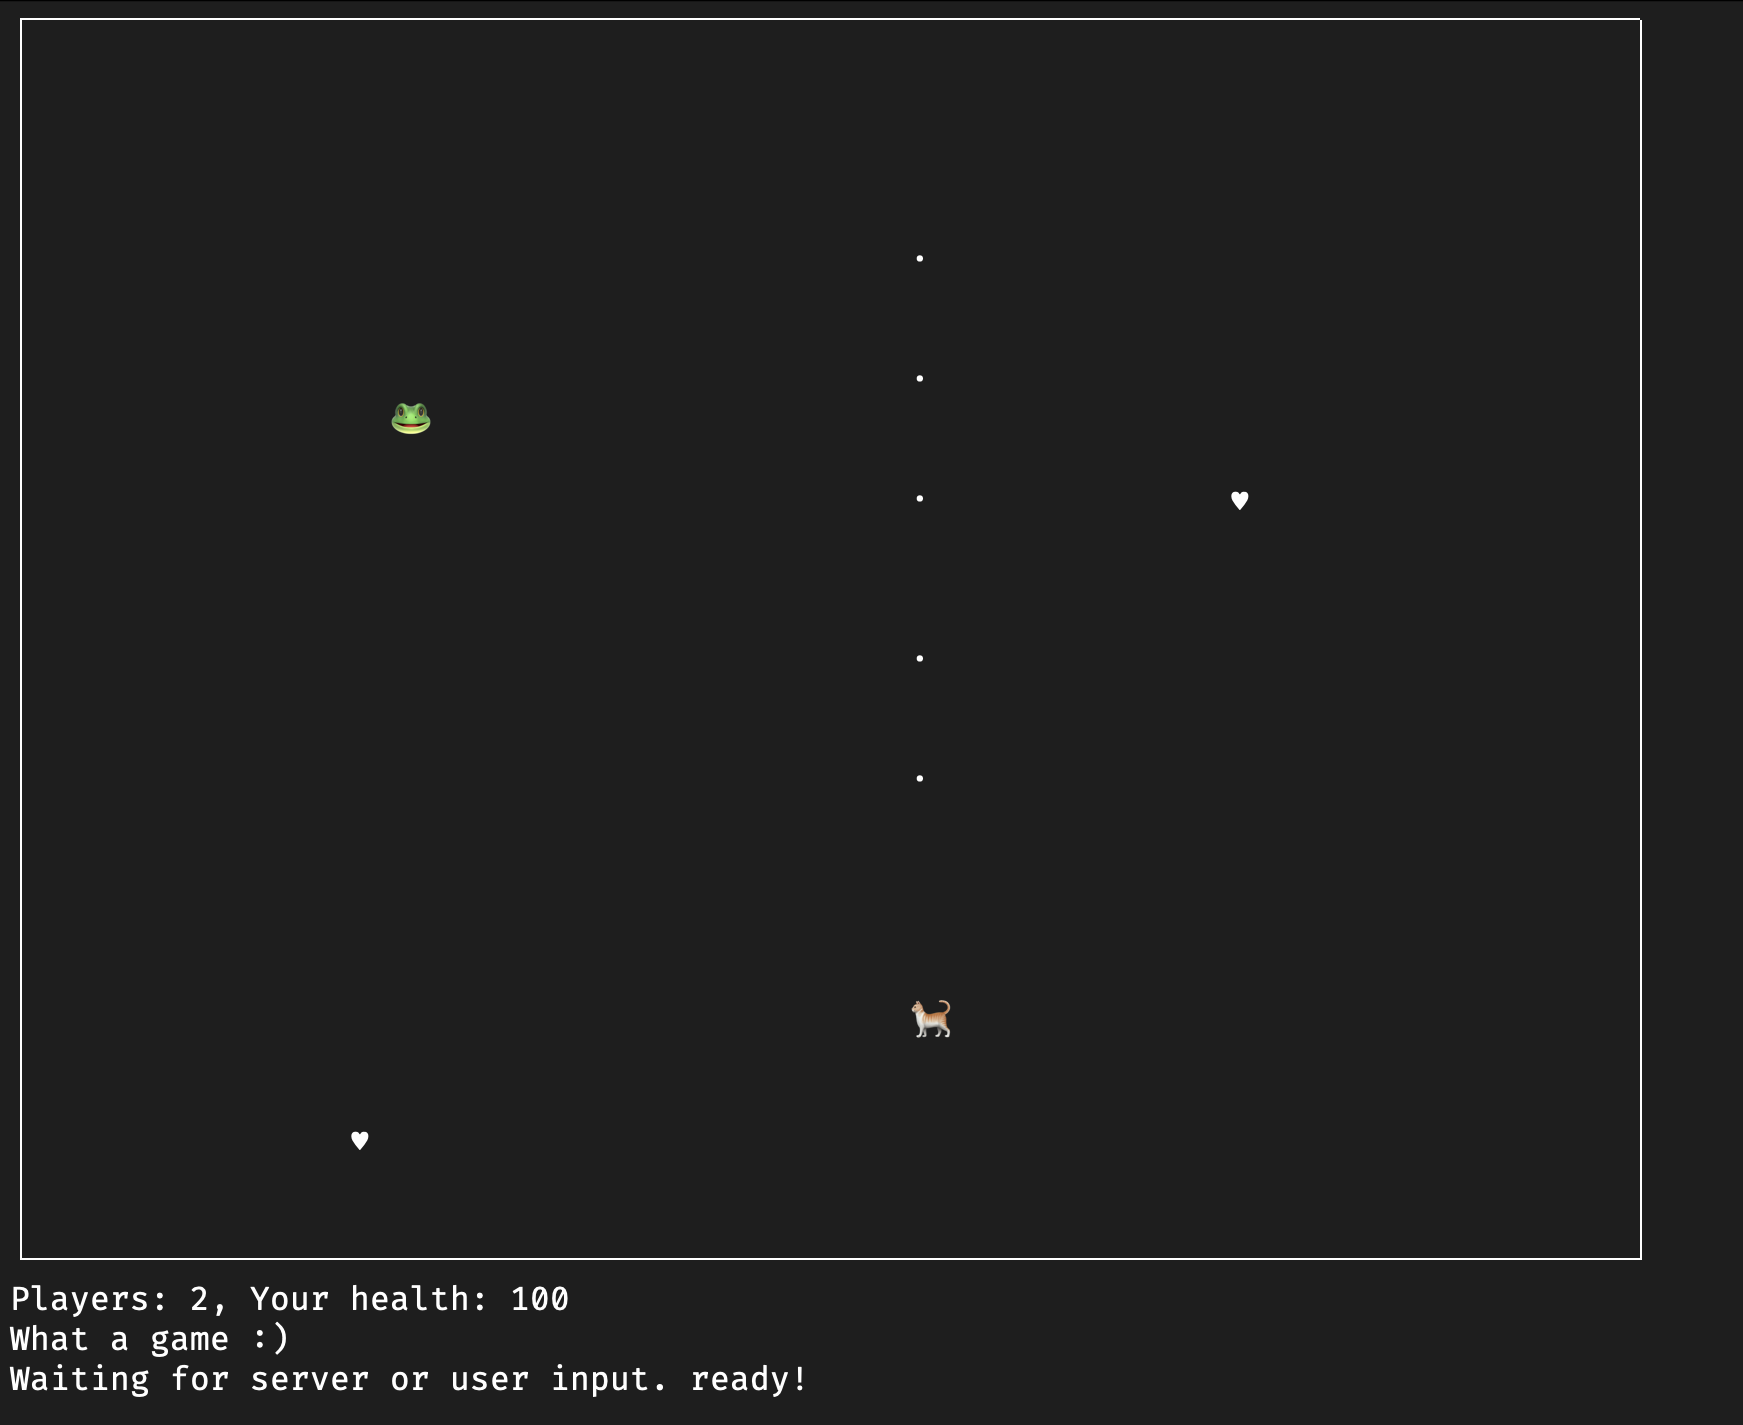 Players: 2, Your health: 100
What a game :)
Waiting for server or user input. ready!